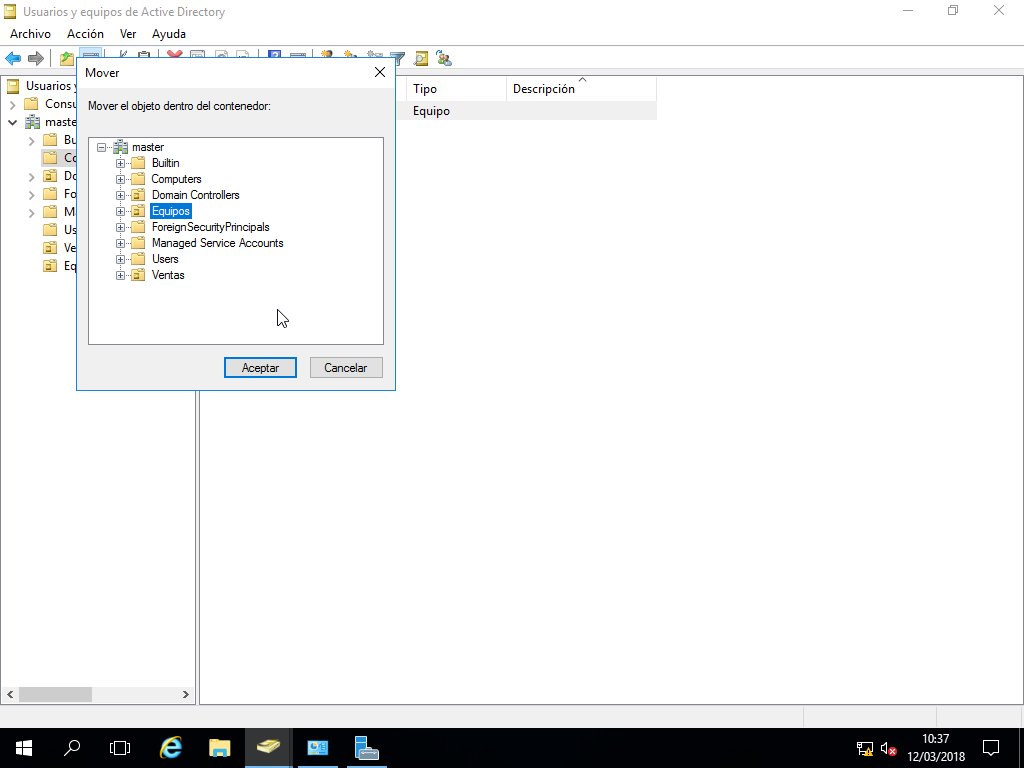 Usuarios y equipos de Active Directory
Archivo Acción Ver Ayuda
Mover
Mover el objeto dentro del contenedor:
master
Builtin
Computers
Domain Controllers
Equipos
ForeignSecurityPrincipals
Managed Service Accounts
Users
Ventas
Aceptar Cancelar
Usuarios y
Consu
maste
Bu
Co
Do
Fo
Ma
Us
Ve
Eq
Tipo Descripción
Equipo
10:37
12/03/2018